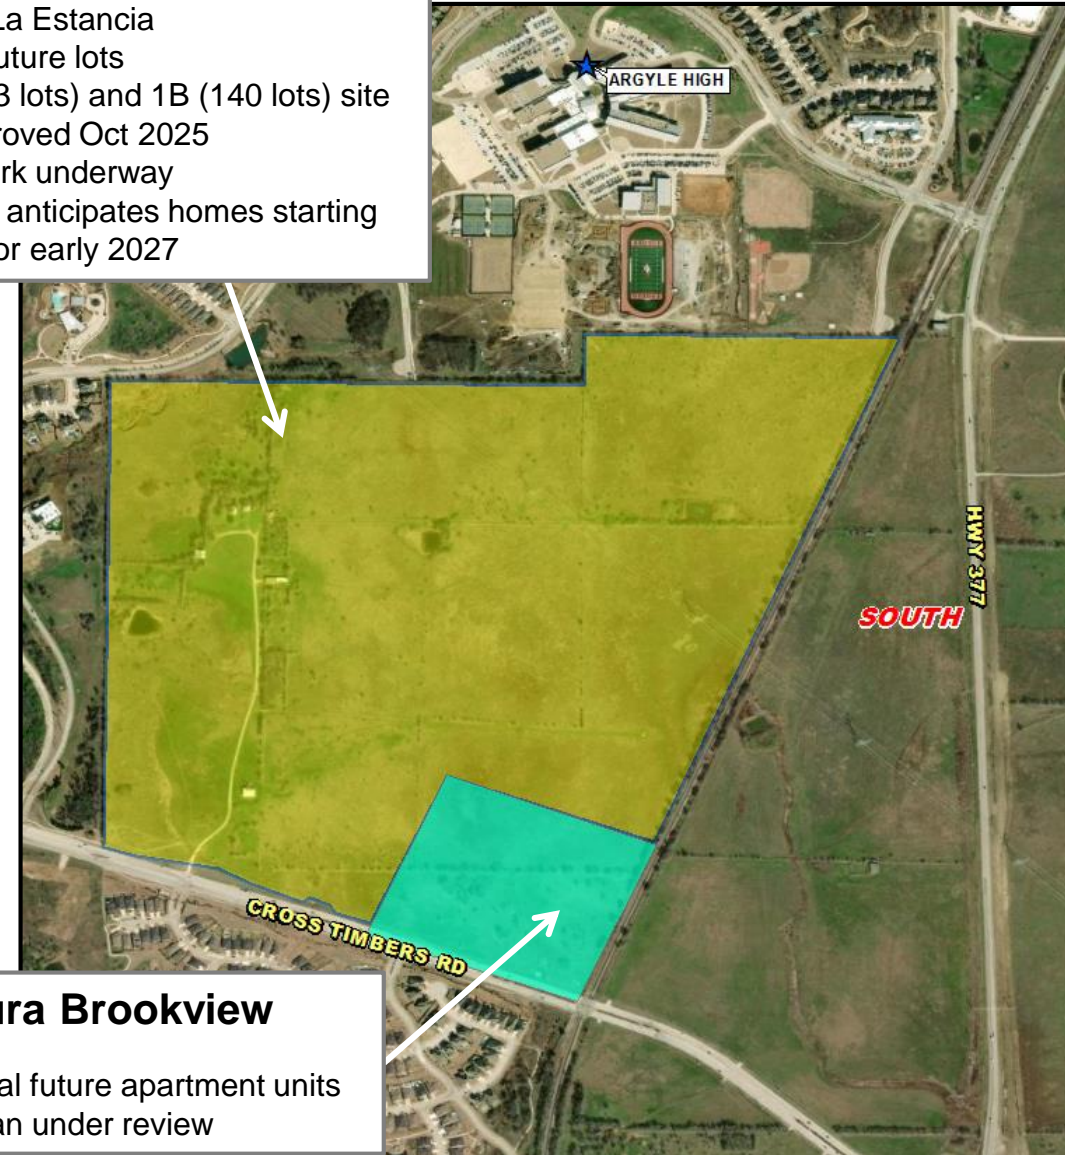 La Estancia
future lots
3 lots) and 1B (140 lots) site
roved Oct 2025
rk underway
anticipates homes starting
or early 2027
ARGYLE HIGH
HWY 377
SOUTH
CROSS TIMBERS RD
ura Brookview
al future apartment units
an under review